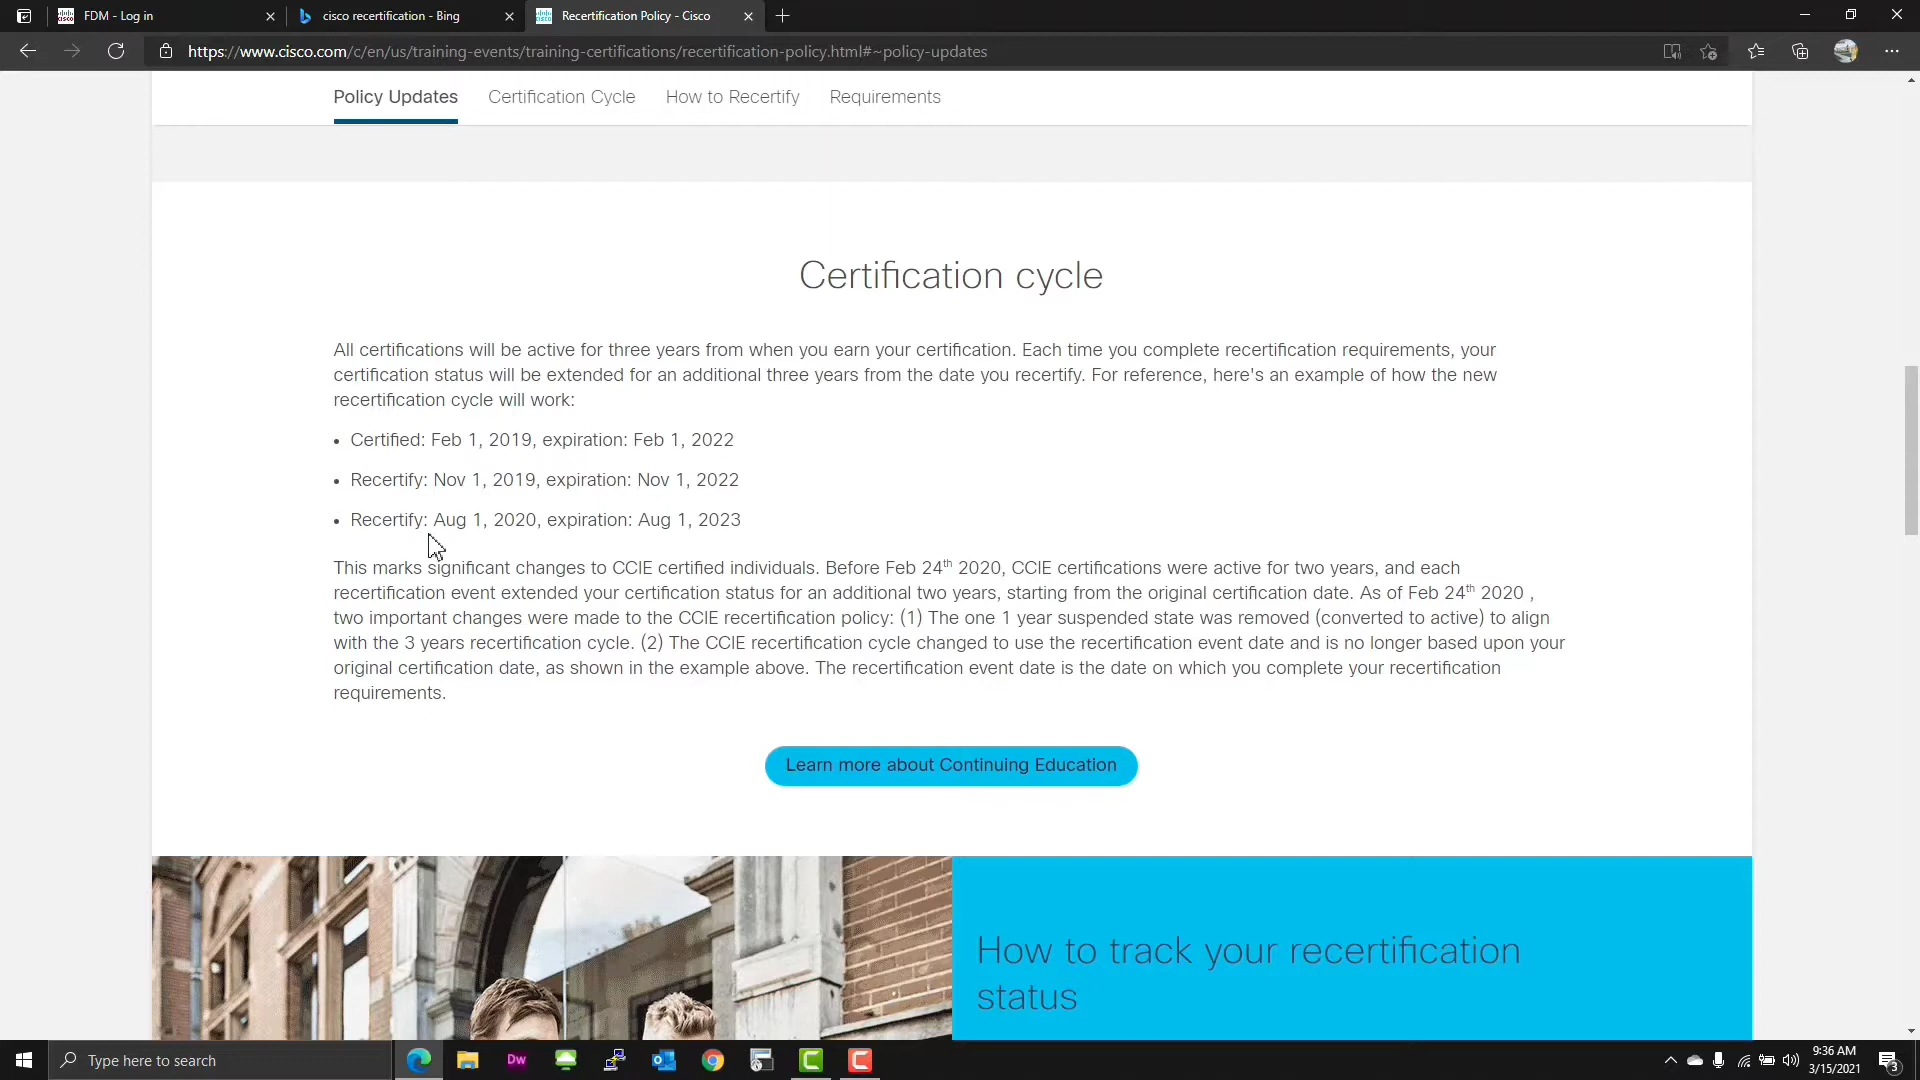 FDM - Log in
cisco recertification - Bing
Recertification Policy - Cisco
https://www.cisco.com/c/en/us/training-events/training-certifications/recertification-policy.html#~policy-updates
Policy Updates Certification Cycle How to Recertify Requirements
Certification cycle
All certifications will be active for three years from when you earn your certification. Each time you complete recertification requirements, your
certification status will be extended for an additional three years from the date you recertify. For reference, here's an example of how the new
recertification cycle will work:
• Certified: Feb 1, 2019, expiration: Feb 1, 2022
• Recertify: Nov 1, 2019, expiration: Nov 1, 2022
• Recertify: Aug 1, 2020, expiration: Aug 1, 2023
This marks significant changes to CCIE certified individuals. Before Feb 24th 2020, CCIE certifications were active for two years, and each
recertification event extended your certification status for an additional two years, starting from the original certification date. As of Feb 24th 2020 ,
two important changes were made to the CCIE recertification policy: (1) The one 1 year suspended state was removed (converted to active) to align
with the 3 years recertification cycle. (2) The CCIE recertification cycle changed to use the recertification event date and is no longer based upon your
original certification date, as shown in the example above. The recertification event date is the date on which you complete your recertification
requirements.
Learn more about Continuing Education
How to track your recertification
status
Type here to search
Dw
9:36 AM
3/15/2021
3